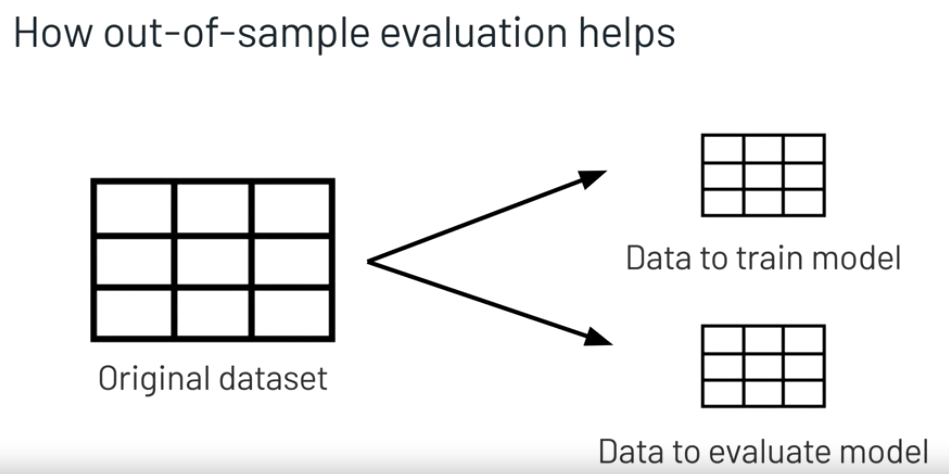 How out-of-sample evaluation helps
Data to train model
Original dataset
Data to evaluate model